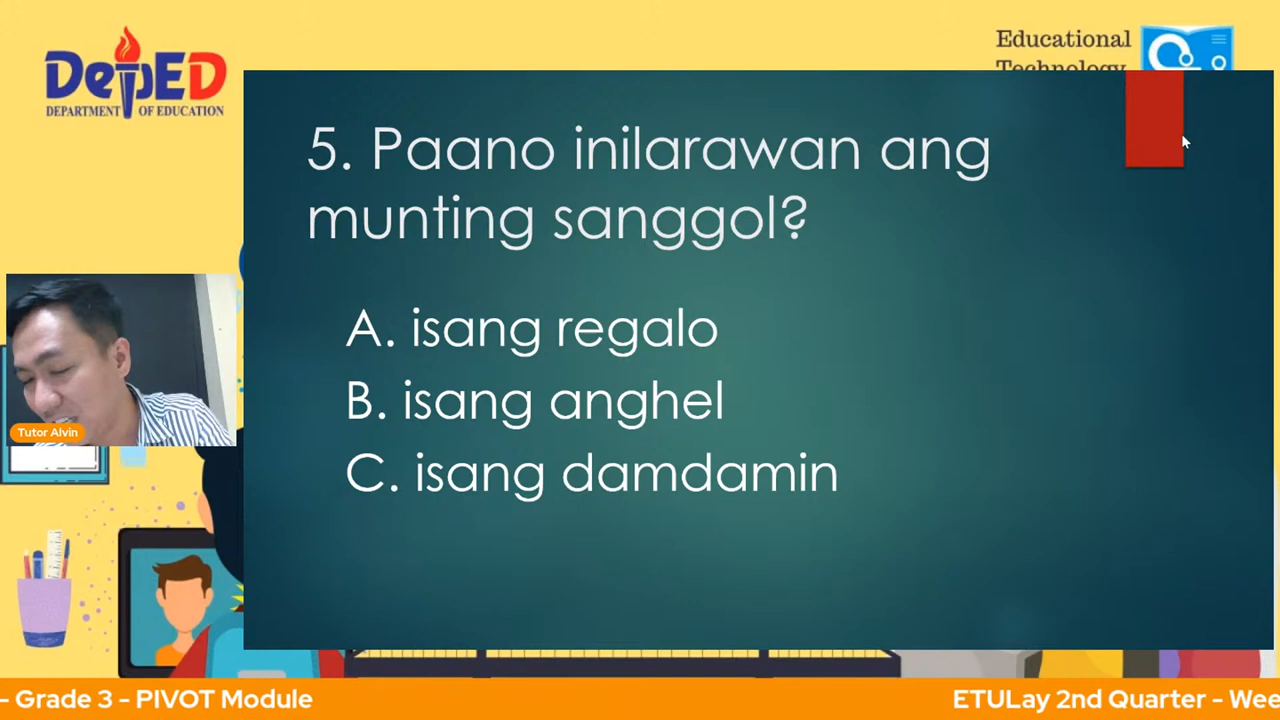 DepED
DEPARTMENT OF EDUCATION
Educational
Technology
5. Paano inilarawan ang
munting sanggol?
A. isang regalo
B. isang anghel
C. isang damdamin
Tutor Alvin
- Grade 3 - PIVOT Module
ETULay 2nd Quarter - Wee